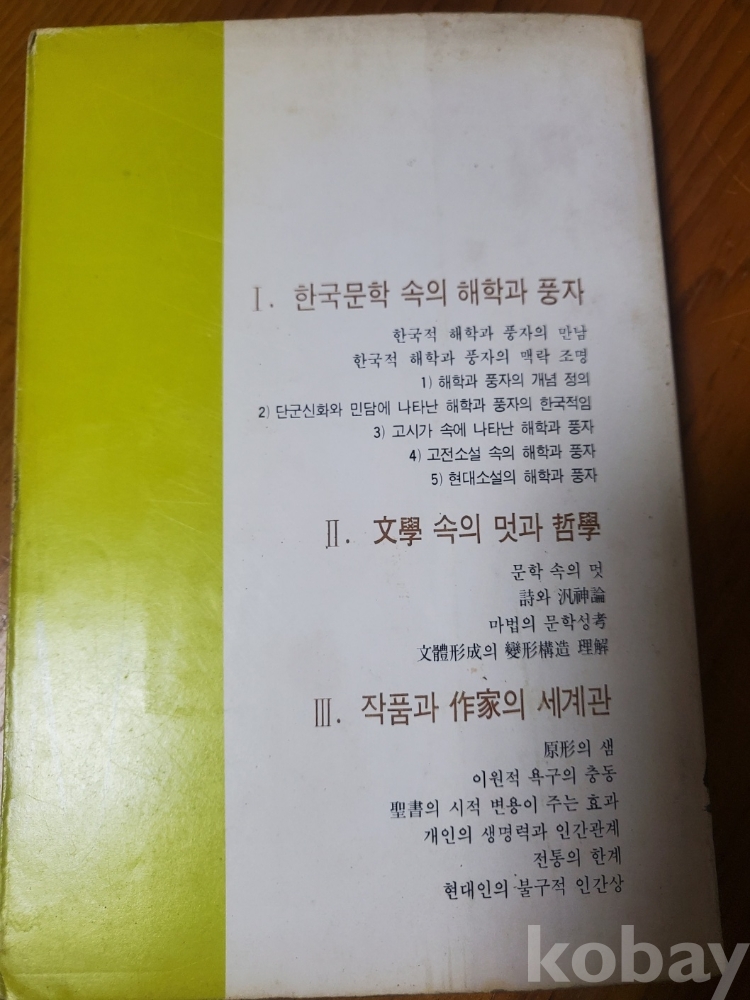 Ⅰ. 한국문학 속의 해학과 풍자
한국적 해학과 풍자의 만남
한국적 해학과 풍자의 맥락 조명
1) 해학과 풍자의 개념 정의
2) 단군신화와 민담에 나타난 해학과 풍자의 한국적임
3) 고시가 속에 나타난 해학과 풍자
4) 고전소설 속의 해학과 풍자
5) 현대소설의 해학과 풍자
Ⅱ. 文學 속의 멋과 哲學
문학 속의 멋
詩와 汎神論
마법의 문학성考
文體形成의 變形構造 理解
Ⅲ. 작품과 作家의 세계관
原形의 샘
이원적 욕구의 충동
聖書의 시적 변용이 주는 효과
개인의 생명력과 인간관계
전통의 한계
현대인의 불구적 인간상
kobay